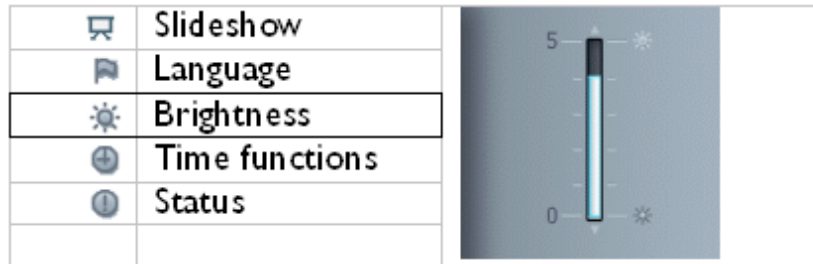 Slideshow
Language
Brightness
Time functions
Status
5
0